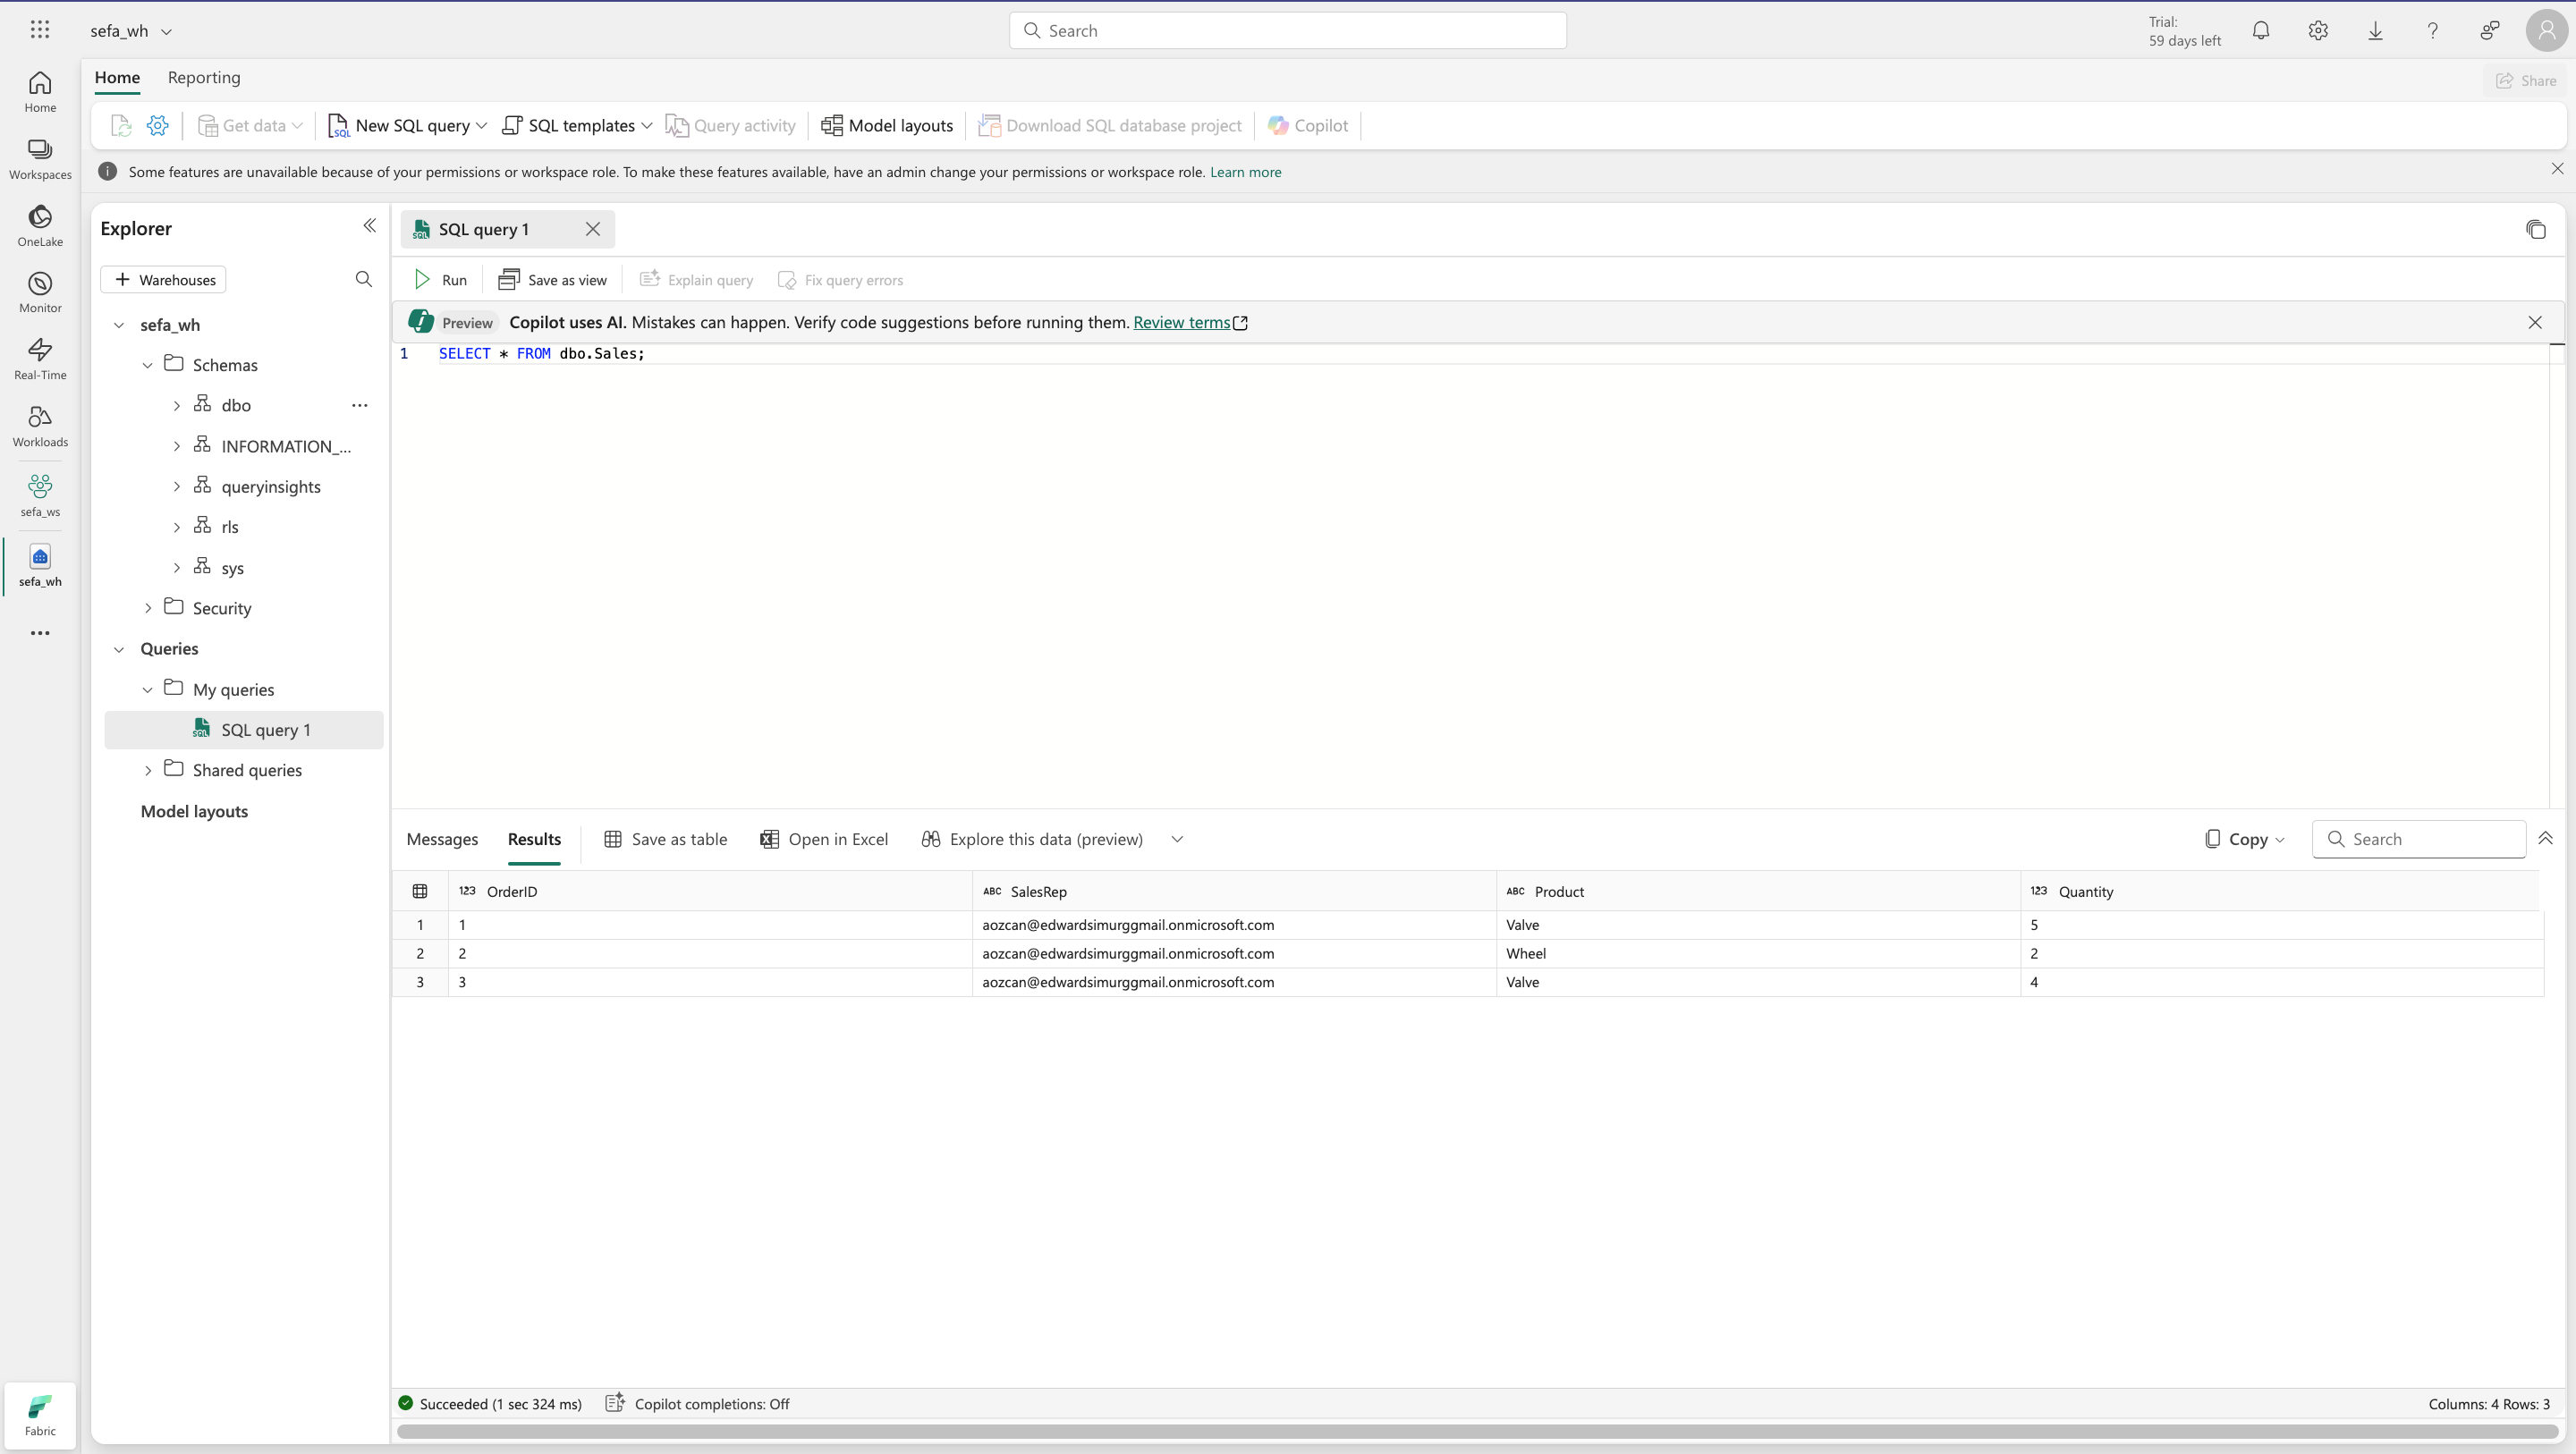 sefa_wh
Search
Trial:
59 days left
Home
Reporting
Share
Get data
New SQL query
SQL templates
Query activity
Model layouts
Download SQL database project
Copilot
Some features are unavailable because of your permissions or workspace role. To make these features available, have an admin change your permissions or workspace role. Learn more
Home
Workspaces
OneLake
Monitor
Real-Time
Workloads
sefa_ws
sefa_wh
Fabric
Explorer
Warehouses
sefa_wh
Schemas
dbo
INFORMATION_...
queryinsights
rls
sys
Security
Queries
My queries
SQL query 1
Shared queries
Model layouts
SQL query 1
Run
Save as view
Explain query
Fix query errors
Preview Copilot uses AI. Mistakes can happen. Verify code suggestions before running them. Review terms
1 SELECT * FROM dbo.Sales;
Messages
Results
Save as table
Open in Excel
Explore this data (preview)
Copy
Search
123 OrderID ABC SalesRep ABC Product 123 Quantity
1 1 aozcan@edwardsimurggmail.onmicrosoft.com Valve 5
2 2 aozcan@edwardsimurggmail.onmicrosoft.com Wheel 2
3 3 aozcan@edwardsimurggmail.onmicrosoft.com Valve 4
Succeeded (1 sec 324 ms)
Copilot completions: Off
Columns: 4 Rows: 3